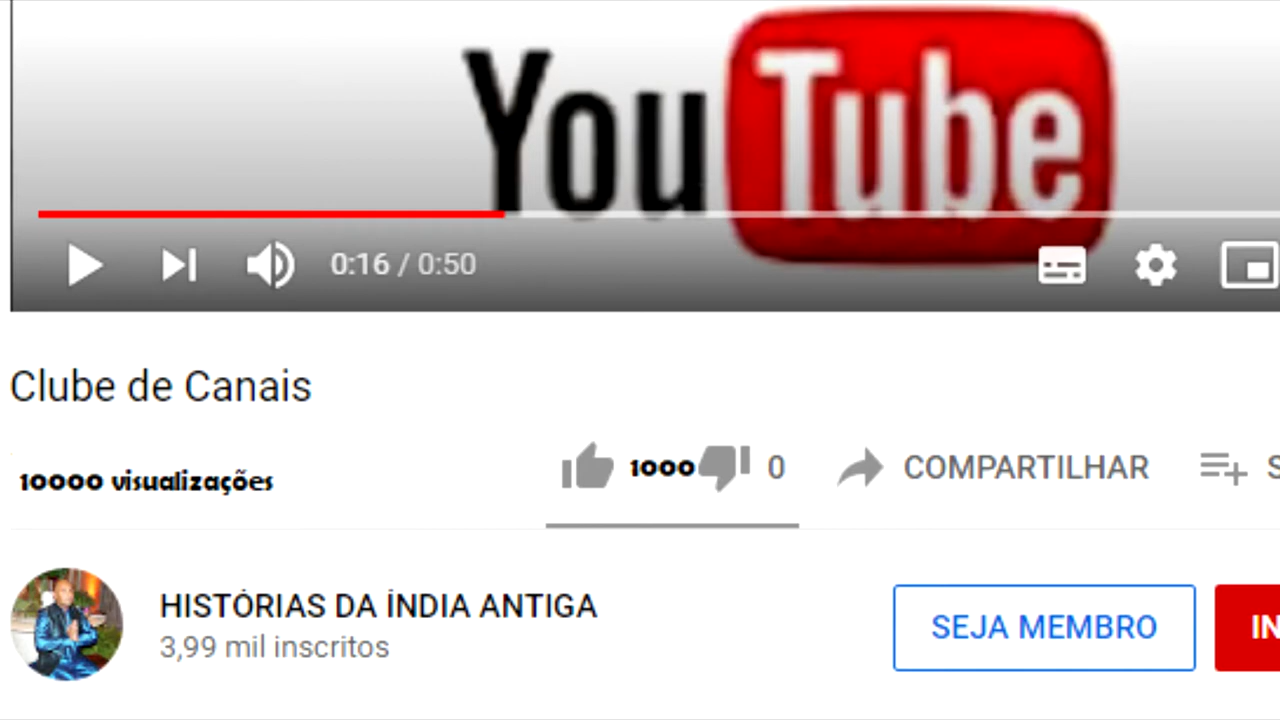 YouTube
0:16 / 0:50
Clube de Canais
10000 visualizações
1000 0 COMPARTILHAR S
HISTÓRIAS DA ÍNDIA ANTIGA
3,99 mil inscritos
SEJA MEMBRO
IN